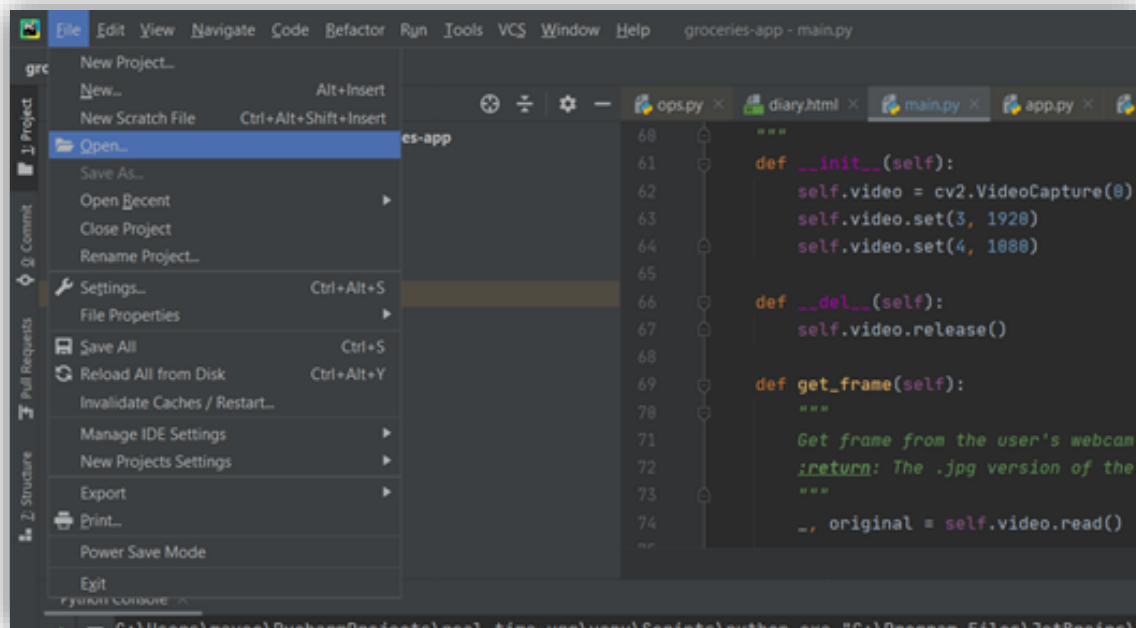 File Edit View Navigate Code Refactor Run Tools VCS Window Help groceries-app - main.py
New Project...
New... Alt+Insert
New Scratch File Ctrl+Alt+Shift+Insert
Open...
Save As...
Open Recent
Close Project
Rename Project...
Settings... Ctrl+Alt+S
File Properties
Save All Ctrl+S
Reload All from Disk Ctrl+Alt+Y
Invalidate Caches / Restart...
Manage IDE Settings
New Projects Settings
Export
Print...
Power Save Mode
Exit
gro
1: Project
0: Commit
Pull Requests
Z: Structure
es-app
ops.py diary.html main.py app.py
60 """
61 def __init__(self):
62 self.video = cv2.VideoCapture(0)
63 self.video.set(3, 1920)
64 self.video.set(4, 1080)
65
66 def __del__(self):
67 self.video.release()
68
69 def get_frame(self):
70 """
71 Get frame from the user's webcam
72 :return: The .jpg version of the
73 """
74 _, original = self.video.read()
75
Python Console